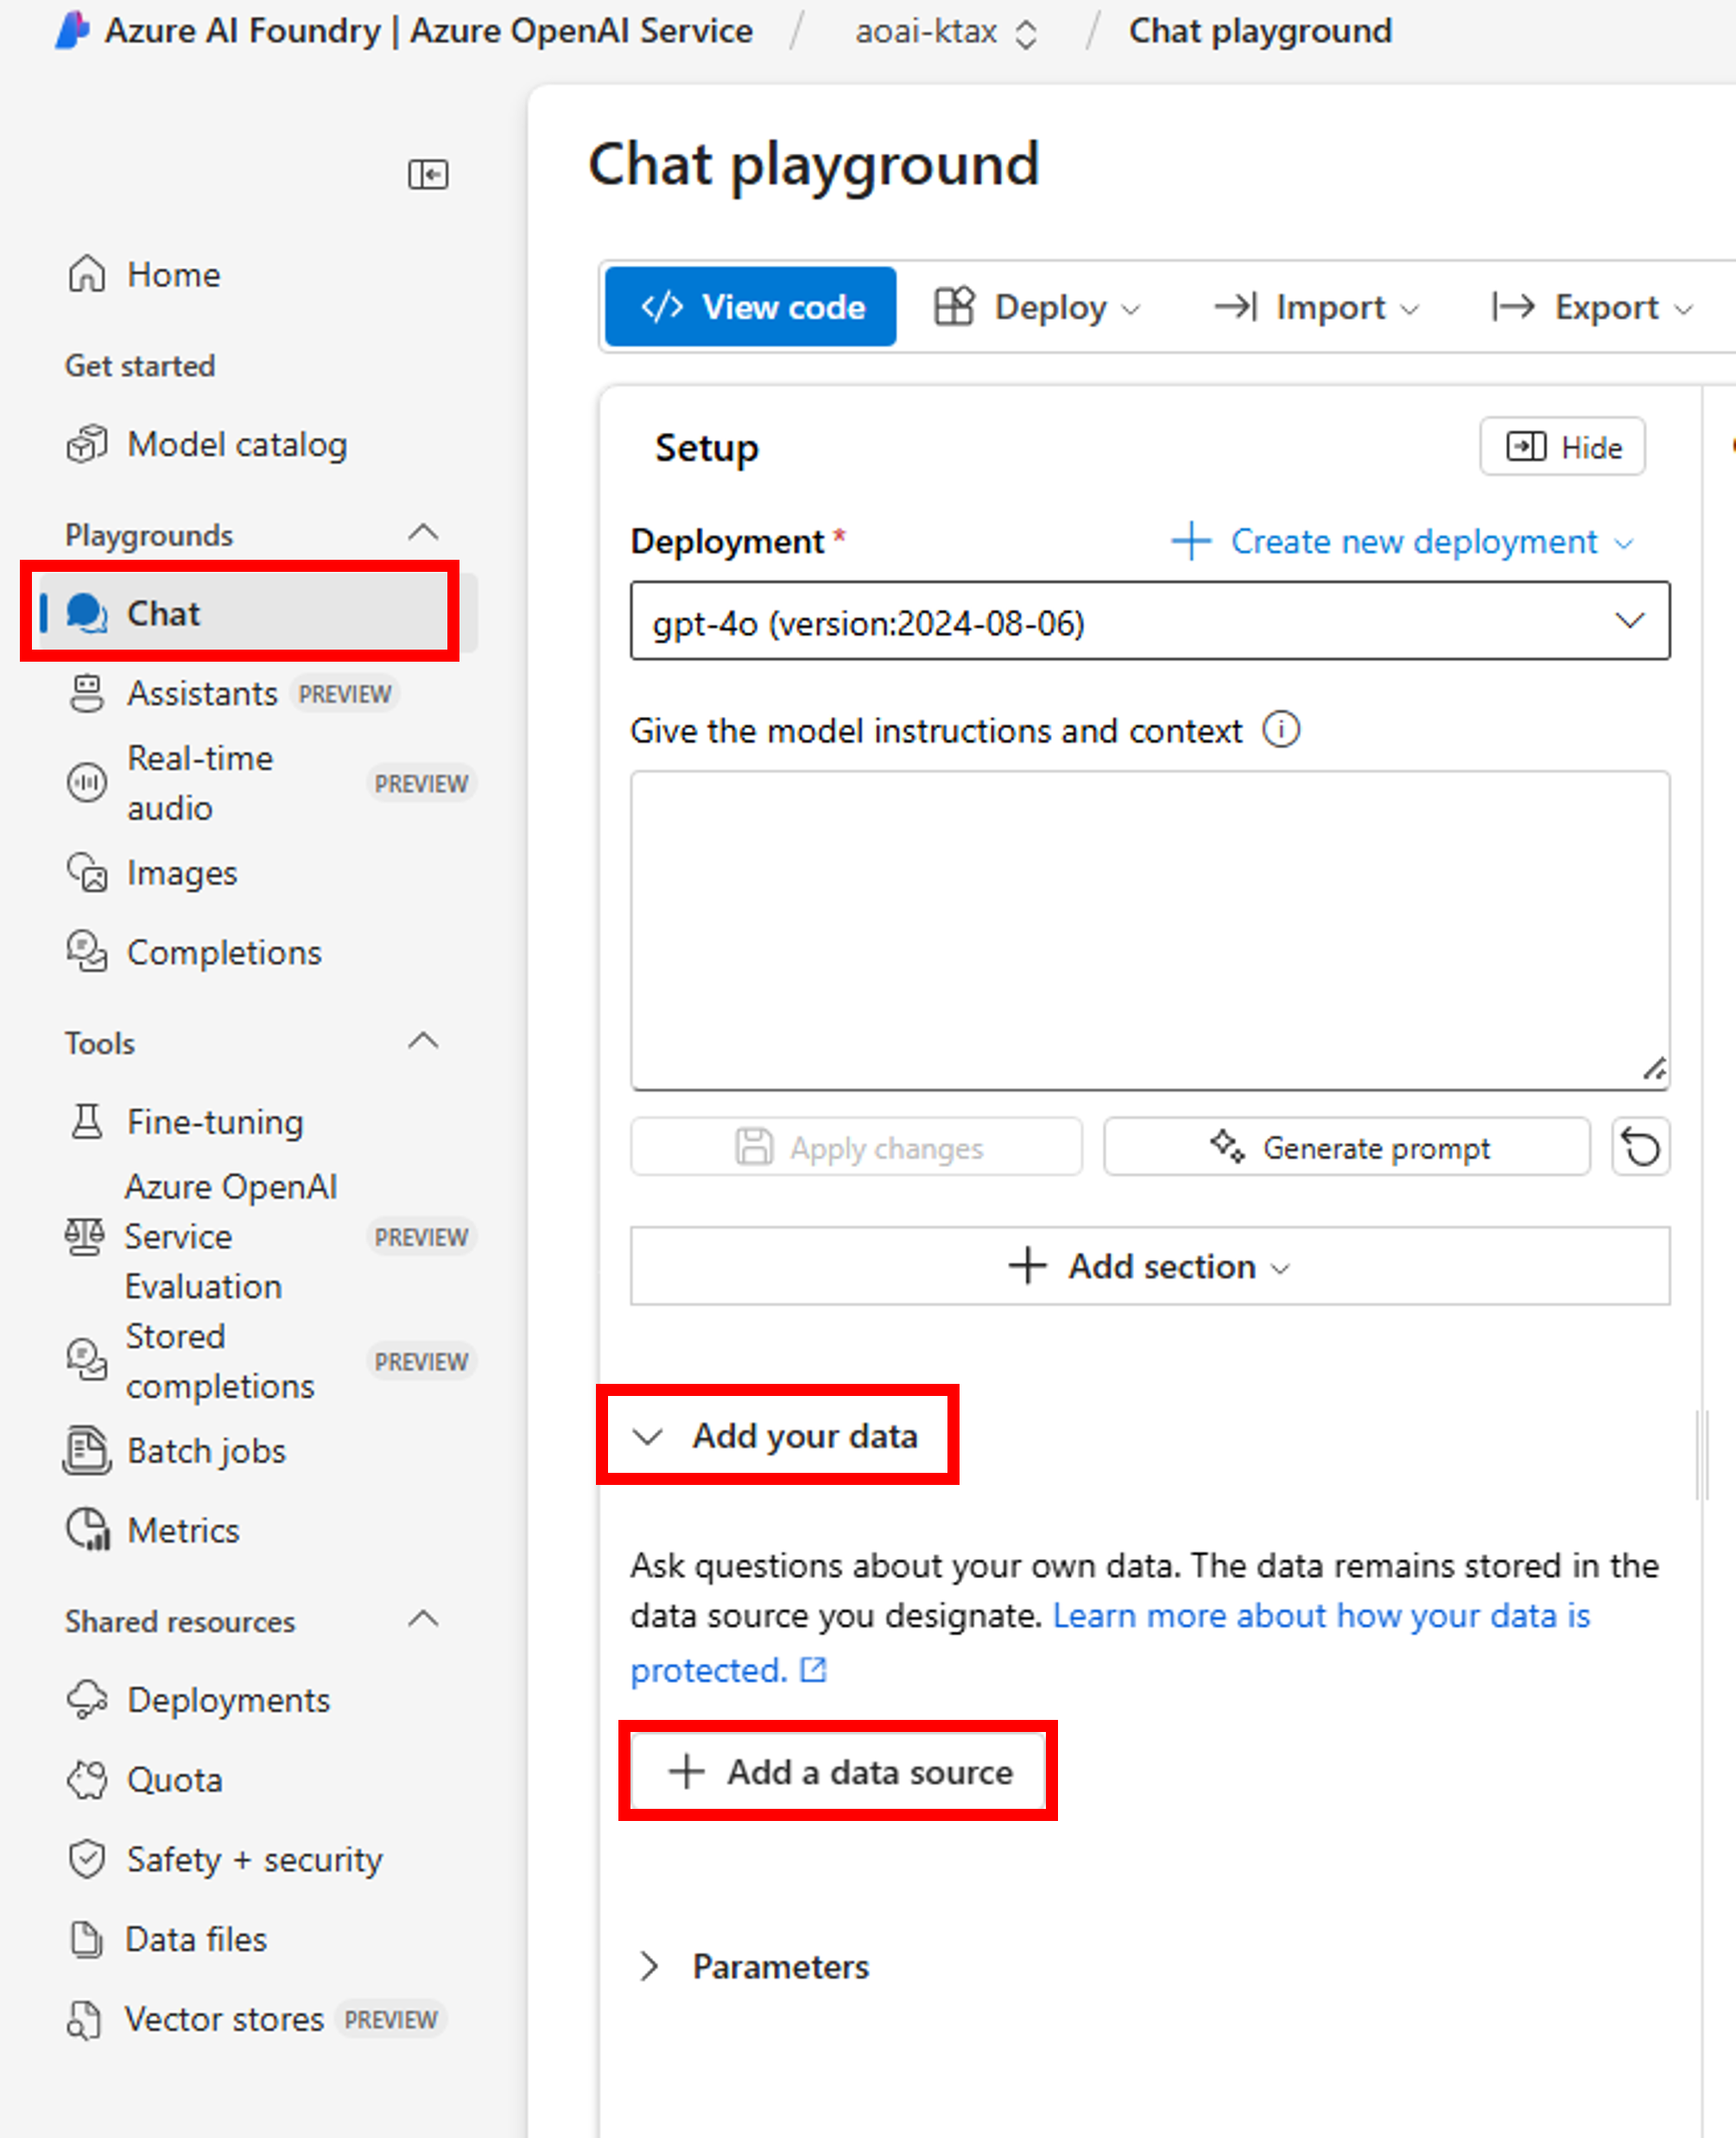 Azure AI Foundry | Azure OpenAI Service / aoai-ktax / Chat playground
Home
Get started
Model catalog
Playgrounds
Chat
Assistants PREVIEW
Real-time
audio
PREVIEW
Images
Completions
Tools
Fine-tuning
Azure OpenAI
Service
Evaluation
PREVIEW
Stored
completions
PREVIEW
Batch jobs
Metrics
Shared resources
Deployments
Quota
Safety + security
Data files
Vector stores PREVIEW
Chat playground
</> View code Deploy Import Export
Setup Hide
Deployment * + Create new deployment
gpt-4o (version:2024-08-06)
Give the model instructions and context
Apply changes Generate prompt
+ Add section
Add your data
Ask questions about your own data. The data remains stored in the
data source you designate. Learn more about how your data is
protected.
+ Add a data source
Parameters